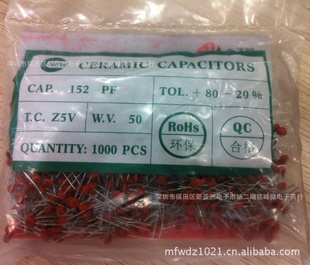 CERAMIC CAPACITORS
CAP. 152 PF
TOL. +80 -20%
T.C. Z5V
W.V. 50
RoHs
环保
QC
合格
QUANTITY: 1000 PCS
mfwdz1021.cn.alibaba.com